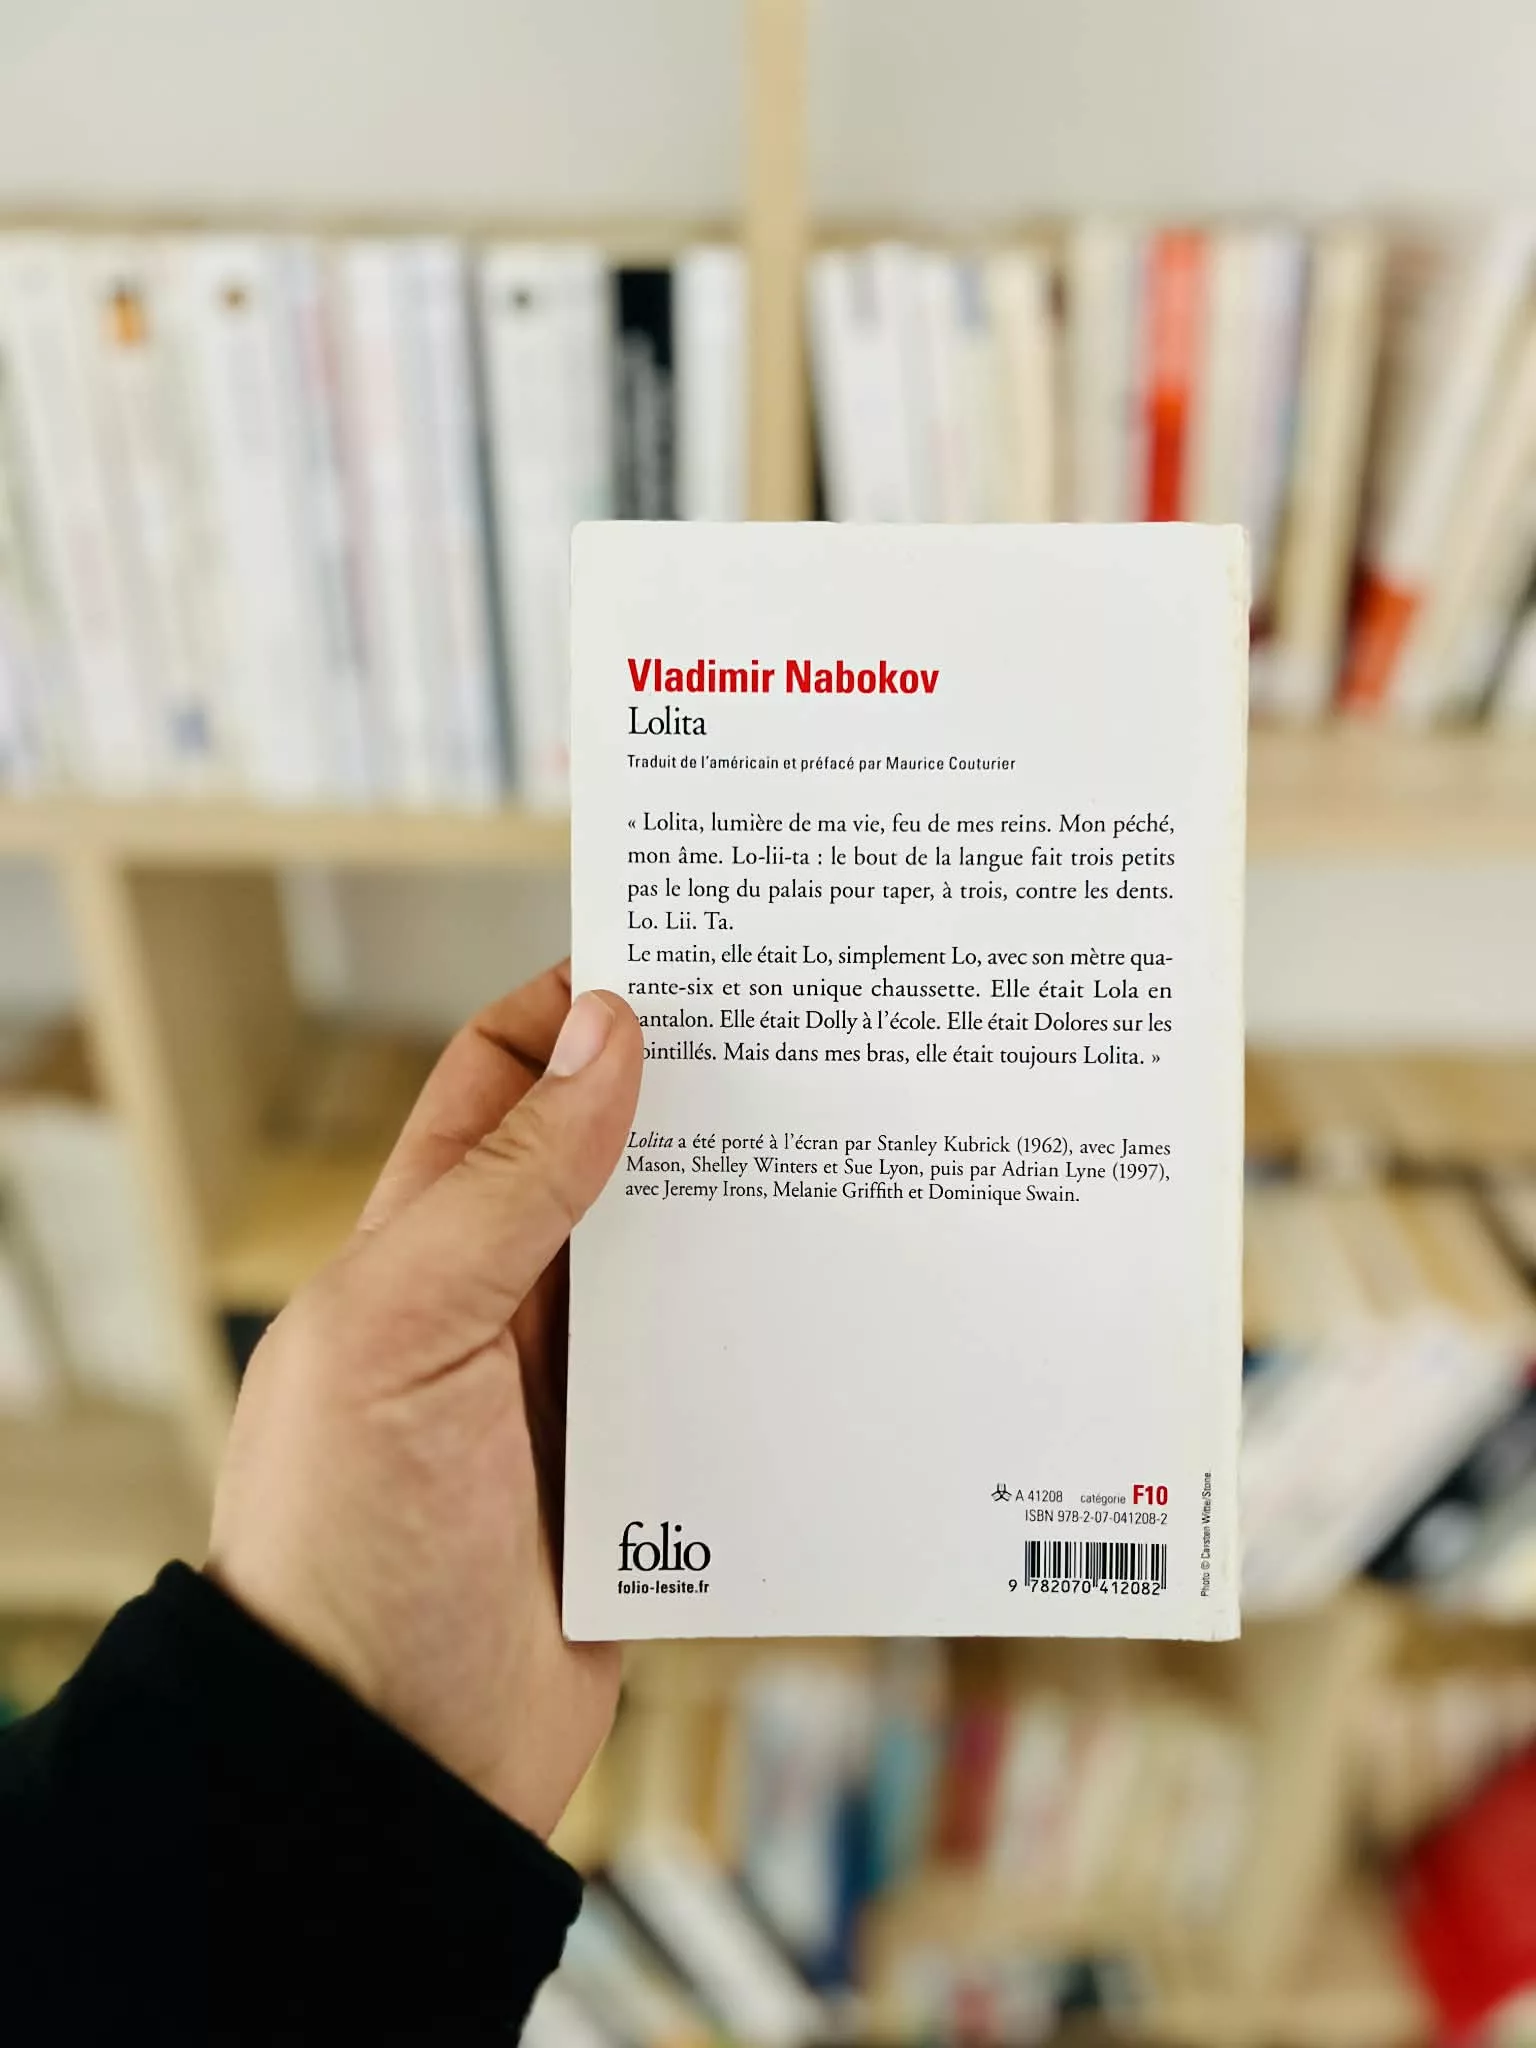 Vladimir Nabokov
Lolita
Traduit de l'américain et préfacé par Maurice Couturier
« Lolita, lumière de ma vie, feu de mes reins. Mon péché,
mon âme. Lo-lii-ta : le bout de la langue fait trois petits
pas le long du palais pour taper, à trois, contre les dents.
Lo. Lii. Ta.
Le matin, elle était Lo, simplement Lo, avec son mètre qua-
rante-six et son unique chaussette. Elle était Lola en
antalon. Elle était Dolly à l'école. Elle était Dolores sur les
ointillés. Mais dans mes bras, elle était toujours Lolita. »
Lolita a été porté à l'écran par Stanley Kubrick (1962), avec James
Mason, Shelley Winters et Sue Lyon, puis par Adrian Lyne (1997),
avec Jeremy Irons, Melanie Griffith et Dominique Swain.
A 41208 catégorie F10
ISBN 978-2-07-041208-2
9 782070 412082
folio
folio-lesite.fr
Photo © Carsten Witte/Stone.